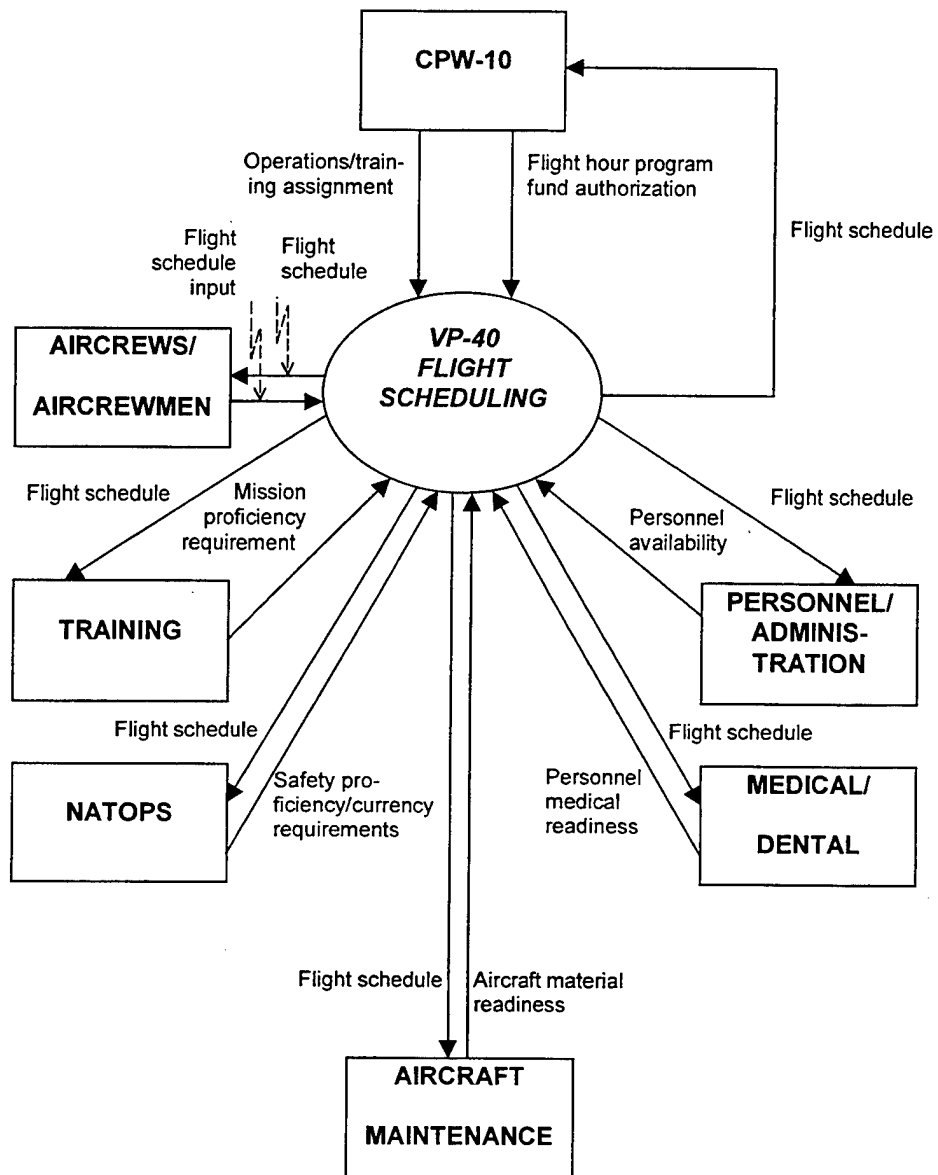 CPW-10
Operations/train-
ing assignment
Flight hour program
fund authorization
Flight schedule
Flight
schedule
input
Flight
schedule
AIRCREWS/
AIRCREWMEN
VP-40
FLIGHT
SCHEDULING
Flight schedule
Mission
proficiency
requirement
Personnel
availability
Flight schedule
TRAINING
PERSONNEL/
ADMINIS-
TRATION
Flight schedule
Safety pro-
ficiency/currency
requirements
Personnel
medical
readiness
Flight schedule
NATOPS
MEDICAL/
DENTAL
Flight schedule
Aircraft material
readiness
AIRCRAFT
MAINTENANCE